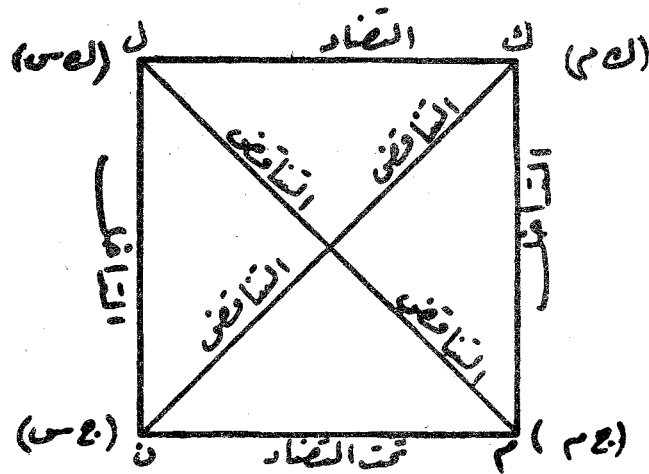 (ك م) ك التضاد ل (ك س)
التناقض التناقض
التداخل التداخل
التناقض التناقض
(ج م) م تحت التضاد ن (ج س)